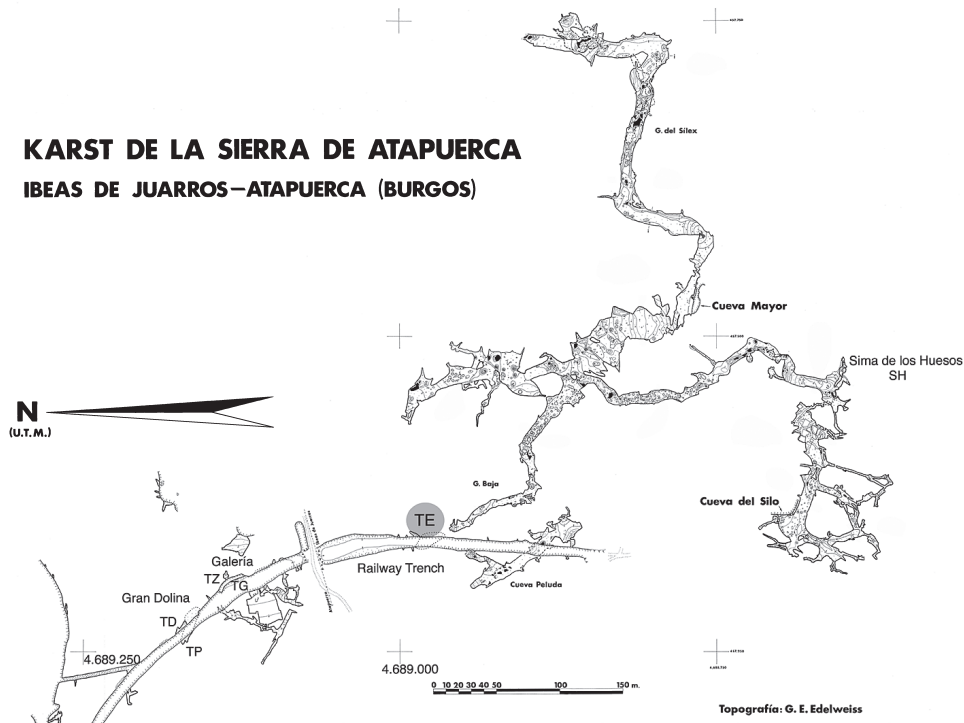 KARST DE LA SIERRA DE ATAPUERCA
IBEAS DE JUARROS—ATAPUERCA (BURGOS)
G. del Sílex
Cueva Mayor
Sima de los Huesos
SH
N
(U.T.M.)
G. Baja
Cueva del Silo
TE
Galería
Railway Trench
TZ
TG
Cueva Peluda
Gran Dolina
TD
TP
4.689.250
4.689.000
0 10 20 30 40 50 100 150 m.
Topografía: G. E. Edelweiss